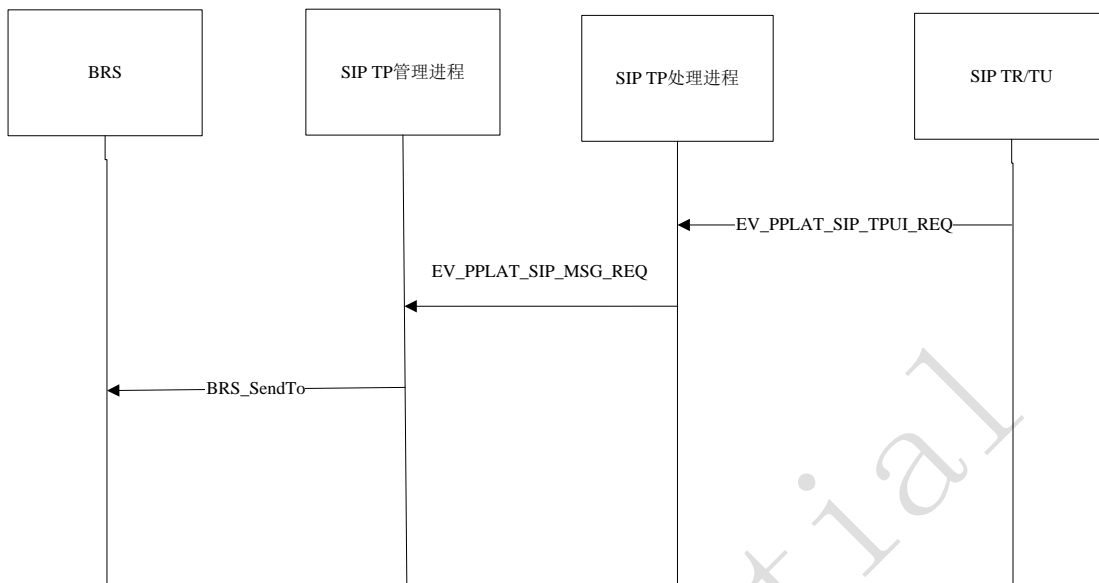 BRS
SIP TP管理进程
SIP TP处理进程
SIP TR/TU
EV_PPLAT_SIP_TPUI_REQ
EV_PPLAT_SIP_MSG_REQ
BRS_SendTo
tial